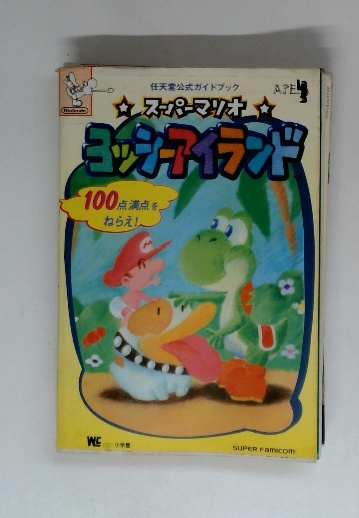 任天堂公式ガイドブック
APE
Nintendo
スーパーマリオ
ヨッシーアイランド
100点満点を
ねらえ!
小学館
SUPER FAMICOM